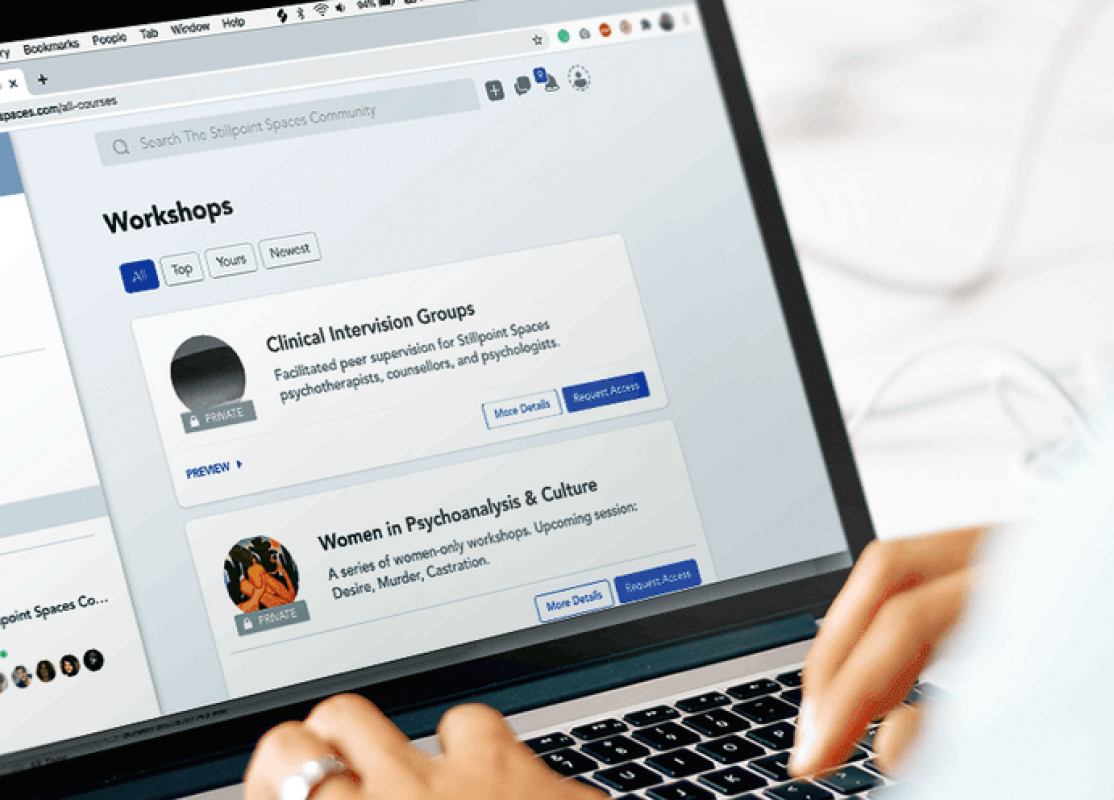 ry Bookmarks People Tab Window Help 94%
spaces.com/all-courses
Search The Stillpoint Spaces Community
Workshops
All Top Yours Newest
Clinical Intervision Groups
Facilitated peer supervision for Stillpoint Spaces
psychotherapists, counsellors, and psychologists.
PRIVATE
More Details Request Access
PREVIEW
Women in Psychoanalysis & Culture
A series of women-only workshops. Upcoming session:
Desire, Murder, Castration.
PRIVATE
More Details Request Access
point Spaces Co...